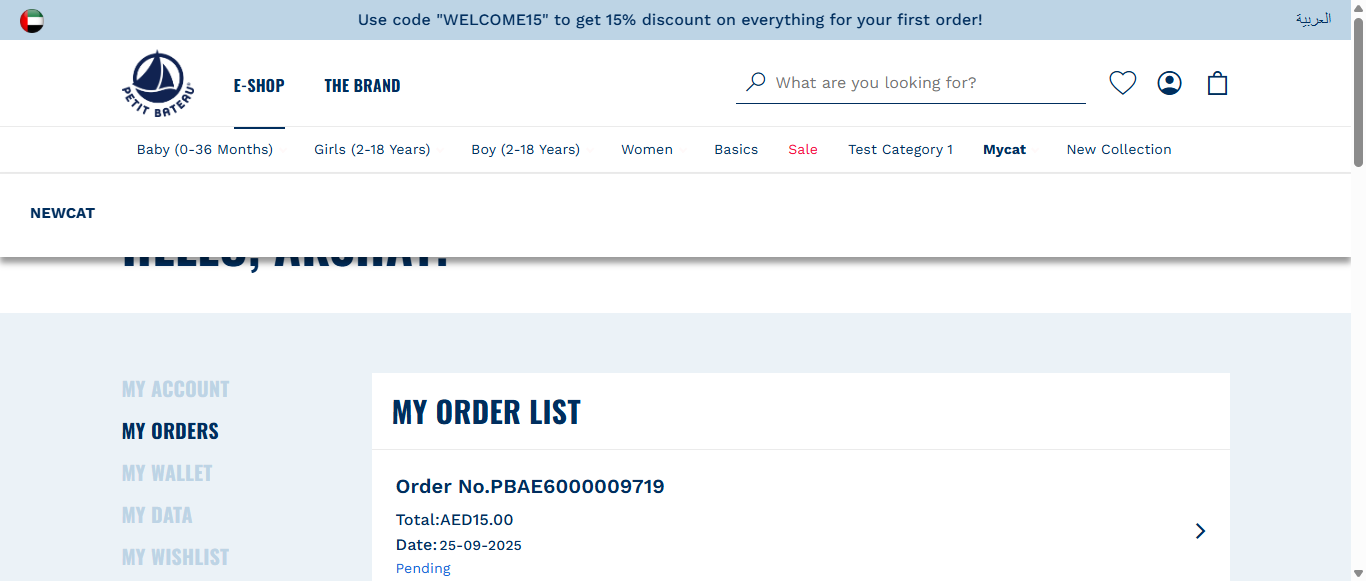 Use code "WELCOME15" to get 15% discount on everything for your first order!
العربية
PETIT BATEAU
E-SHOP
THE BRAND
What are you looking for?
Baby (0-36 Months)
Girls (2-18 Years)
Boy (2-18 Years)
Women
Basics
Sale
Test Category 1
Mycat
New Collection
NEWCAT
HELLO, AKSHAT!
MY ACCOUNT
MY ORDERS
MY WALLET
MY DATA
MY WISHLIST
MY ORDER LIST
Order No.PBAE6000009719
Total:AED15.00
Date:25-09-2025
Pending